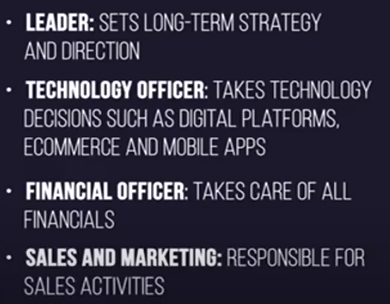 • LEADER: SETS LONG-TERM STRATEGY
AND DIRECTION
• TECHNOLOGY OFFICER: TAKES TECHNOLOGY
DECISIONS SUCH AS DIGITAL PLATFORMS,
ECOMMERCE AND MOBILE APPS
• FINANCIAL OFFICER: TAKES CARE OF ALL
FINANCIALS
• SALES AND MARKETING: RESPONSIBLE FOR
SALES ACTIVITIES